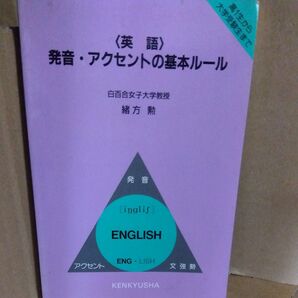 高1生から
大学受験生まで
〈英 語〉
発音・アクセントの基本ルール
白百合女子大学教授
緒方 勲
発 音
[íŋgliʃ]
ENGLISH
ENG - LISH
アクセント
文強勢
KENKYUSHA